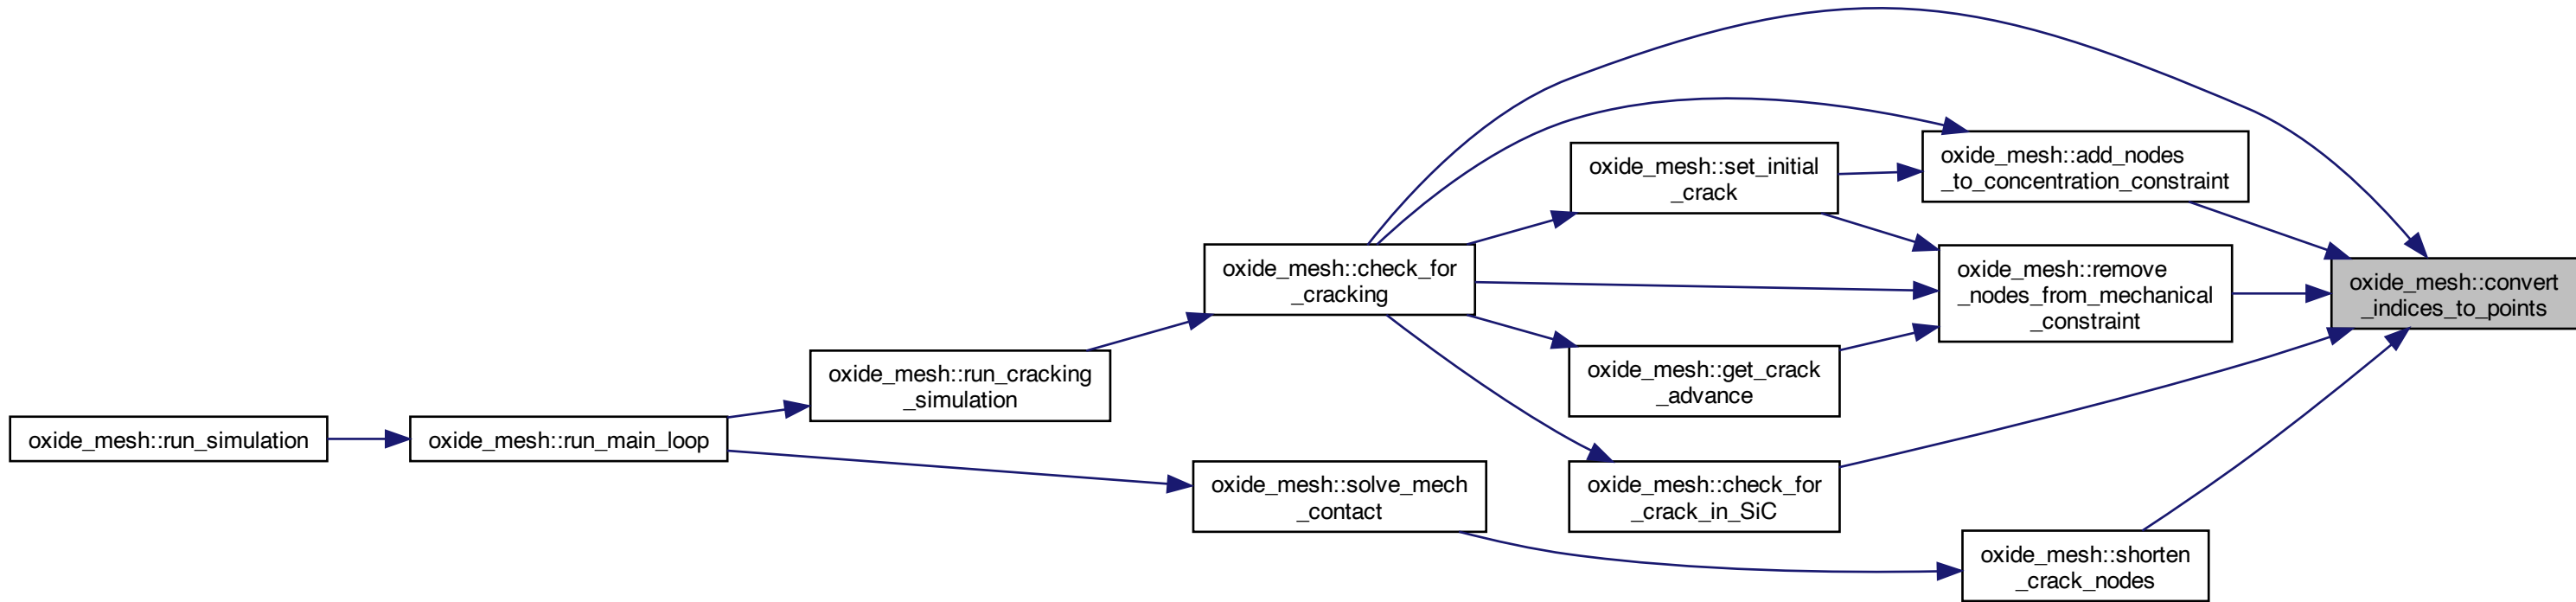 oxide_mesh::run_simulation
oxide_mesh::run_main_loop
oxide_mesh::run_cracking
_simulation
oxide_mesh::check_for
_cracking
oxide_mesh::solve_mech
_contact
oxide_mesh::set_initial
_crack
oxide_mesh::get_crack
_advance
oxide_mesh::check_for
_crack_in_SiC
oxide_mesh::add_nodes
_to_concentration_constraint
oxide_mesh::remove
_nodes_from_mechanical
_constraint
oxide_mesh::shorten
_crack_nodes
oxide_mesh::convert
_indices_to_points